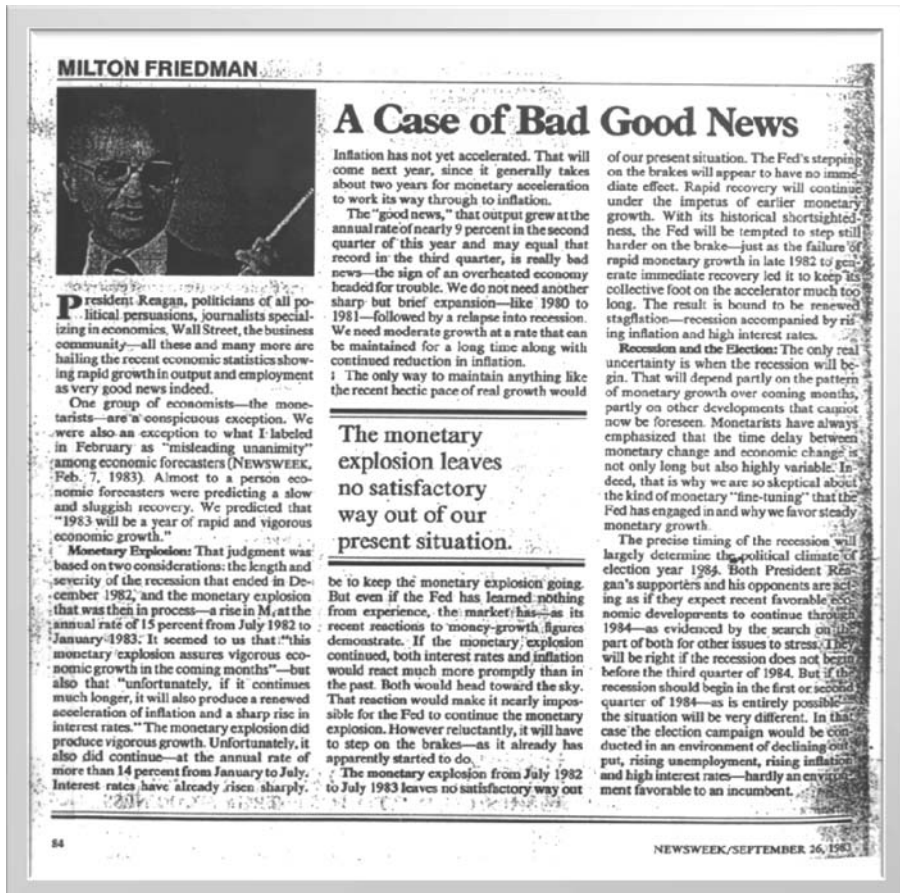 MILTON FRIEDMAN
A Case of Bad Good News
President Reagan, politicians of all po-
litical persuasions, journalists special-
izing in economics, Wall Street, the business
community—all these and many more are
hailing the recent economic statistics show-
ing rapid growth in output and employment
as very good news indeed.
One group of economists—the mone-
tarists—are a conspicuous exception. We
were also an exception to what I labeled
in February as "misleading unanimity"
among economic forecasters (NEWSWEEK,
Feb. 7, 1983). Almost to a person eco-
nomic forecasters were predicting a slow
and sluggish recovery. We predicted that
"1983 will be a year of rapid and vigorous
economic growth."
Monetary Explosion: That judgment was
based on two considerations: the length and
severity of the recession that ended in De-
cember 1982, and the monetary explosion
that was then in process—a rise in M₁ at the
annual rate of 15 percent from July 1982 to
January 1983. It seemed to us that "this
monetary explosion assures vigorous eco-
nomic growth in the coming months"—but
also that "unfortunately, if it continues
much longer, it will also produce a renewed
acceleration of inflation and a sharp rise in
interest rates." The monetary explosion did
produce vigorous growth. Unfortunately, it
also did continue—at the annual rate of
more than 14 percent from January to July.
Interest rates have already risen sharply.
Inflation has not yet accelerated. That will
come next year, since it generally takes
about two years for monetary acceleration
to work its way through to inflation.
The "good news," that output grew at the
annual rate of nearly 9 percent in the second
quarter of this year and may equal that
record in the third quarter, is really bad
news—the sign of an overheated economy
headed for trouble. We do not need another
sharp but brief expansion—like 1980 to
1981—followed by a relapse into recession.
We need moderate growth at a rate that can
be maintained for a long time along with
continued reduction in inflation.
The only way to maintain anything like
the recent hectic pace of real growth would
The monetary
explosion leaves
no satisfactory
way out of our
present situation.
be to keep the monetary explosion going.
But even if the Fed has learned nothing
from experience, the market has—as its
recent reactions to money-growth figures
demonstrate. If the monetary explosion
continued, both interest rates and inflation
would react much more promptly than in
the past. Both would head toward the sky.
That reaction would make it nearly impos-
sible for the Fed to continue the monetary
explosion. However reluctantly, it will have
to step on the brakes—as it already has
apparently started to do.
The monetary explosion from July 1982
to July 1983 leaves no satisfactory way out
of our present situation. The Fed's stepping
on the brakes will appear to have no imme-
diate effect. Rapid recovery will continue
under the impetus of earlier monetary
growth. With its historical shortsighted-
ness, the Fed will be tempted to step still
harder on the brake—just as the failure of
rapid monetary growth in late 1982 to gen-
erate immediate recovery led it to keep its
collective foot on the accelerator much too
long. The result is bound to be renewed
stagflation—recession accompanied by ris-
ing inflation and high interest rates.
Recession and the Election: The only real
uncertainty is when the recession will be-
gin. That will depend partly on the pattern
of monetary growth over coming months,
partly on other developments that cannot
now be foreseen. Monetarists have always
emphasized that the time delay between
monetary change and economic change is
not only long but also highly variable. In-
deed, that is why we are so skeptical about
the kind of monetary "fine-tuning" that the
Fed has engaged in and why we favor steady
monetary growth.
The precise timing of the recession will
largely determine the political climate of
election year 1984. Both President Rea-
gan's supporters and his opponents are act-
ing as if they expect recent favorable eco-
nomic developments to continue through
1984—as evidenced by the search on the
part of both for other issues to stress. They
will be right if the recession does not begin
before the third quarter of 1984. But if the
recession should begin in the first or second
quarter of 1984—as is entirely possible—
the situation will be very different. In that
case the election campaign would be con-
ducted in an environment of declining out-
put, rising unemployment, rising inflation
and high interest rates—hardly an environ-
ment favorable to an incumbent.
84
NEWSWEEK/SEPTEMBER 26, 1983